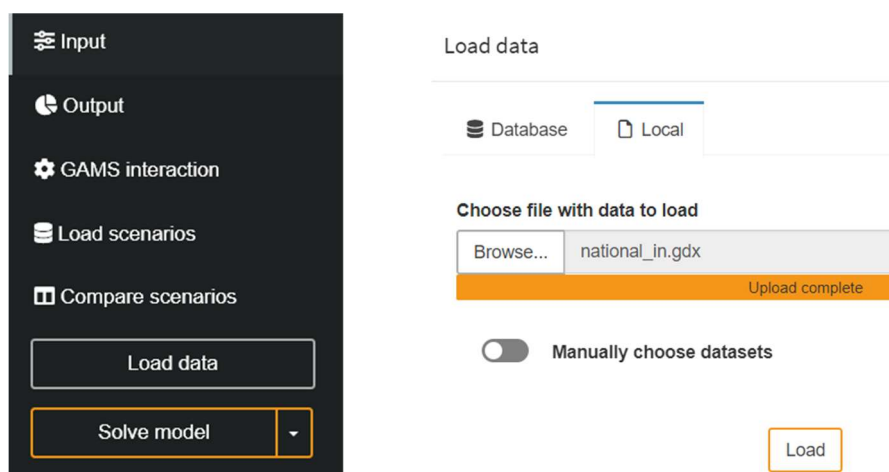 Input
Output
GAMS interaction
Load scenarios
Compare scenarios
Load data
Solve model
Load data
Database Local
Choose file with data to load
Browse... national_in.gdx
Upload complete
Manually choose datasets
Load